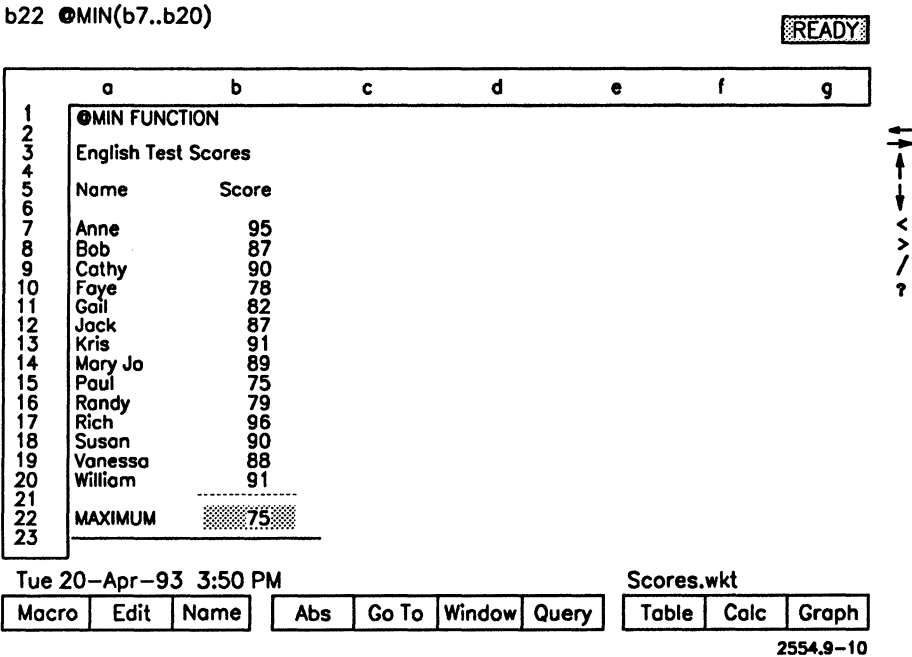 b22 @MIN(b7..b20)
READY
a b c d e f g
1 @MIN FUNCTION
2
3 English Test Scores
4
5 Name Score
6
7 Anne 95
8 Bob 87
9 Cathy 90
10 Faye 78
11 Gail 82
12 Jack 87
13 Kris 91
14 Mary Jo 89
15 Paul 75
16 Randy 79
17 Rich 96
18 Susan 90
19 Vanessa 88
20 William 91
21
22 MAXIMUM 75
23
←
→
↑
↓
<
>
/
?
Tue 20-Apr-93 3:50 PM Scores.wkt
Macro Edit Name Abs Go To Window Query Table Calc Graph
2554.9-10